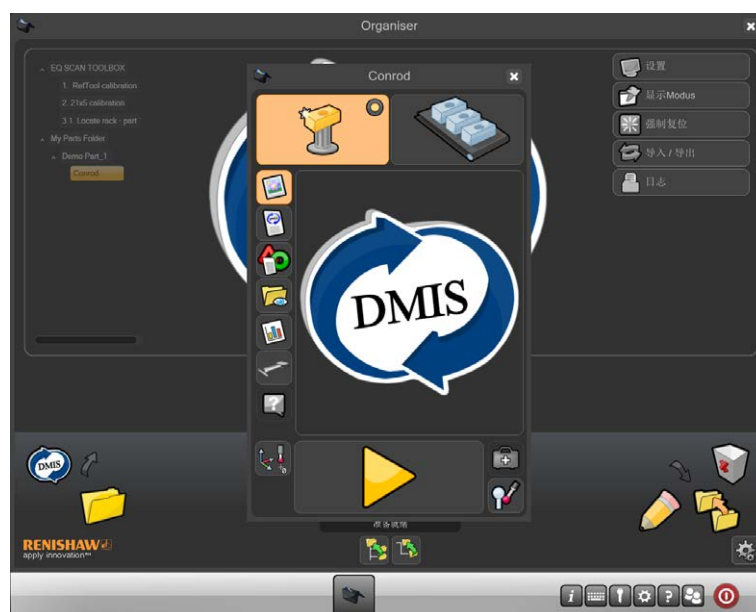 Organiser
EQ SCAN TOOLBOX
1. RefTool calibration
2. 21x5 calibration
3.1. Locate rack - part
My Parts Folder
Demo Part_1
Conrod
Conrod
DMIS
设置
显示Modus
强制复位
导入 / 导出
日志
DMIS
准备就绪
RENISHAW
apply innovation™